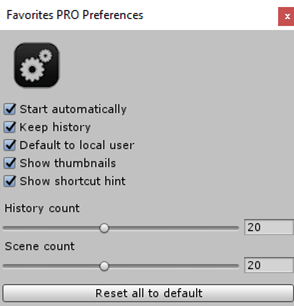 Favorites PRO Preferences
x
Start automatically
Keep history
Default to local user
Show thumbnails
Show shortcut hint
History count
20
Scene count
20
Reset all to default